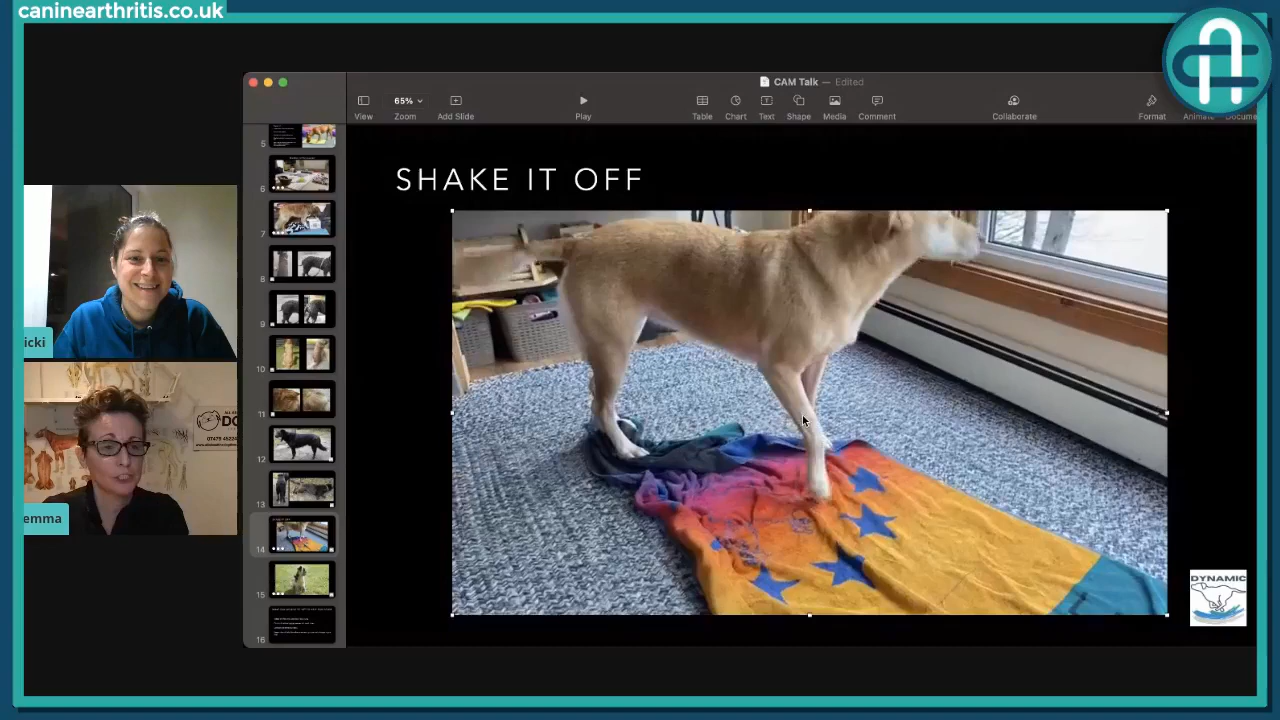 caninearthritis.co.uk
CAM Talk — Edited
65%
View
Zoom
Add Slide
Play
Table
Chart
Text
Shape
Media
Comment
Collaborate
Format
Animate
5
6
7
8
9
10
11
12
13
14
15
16
SHAKE IT OFF
icki
emma
DYNAMIC